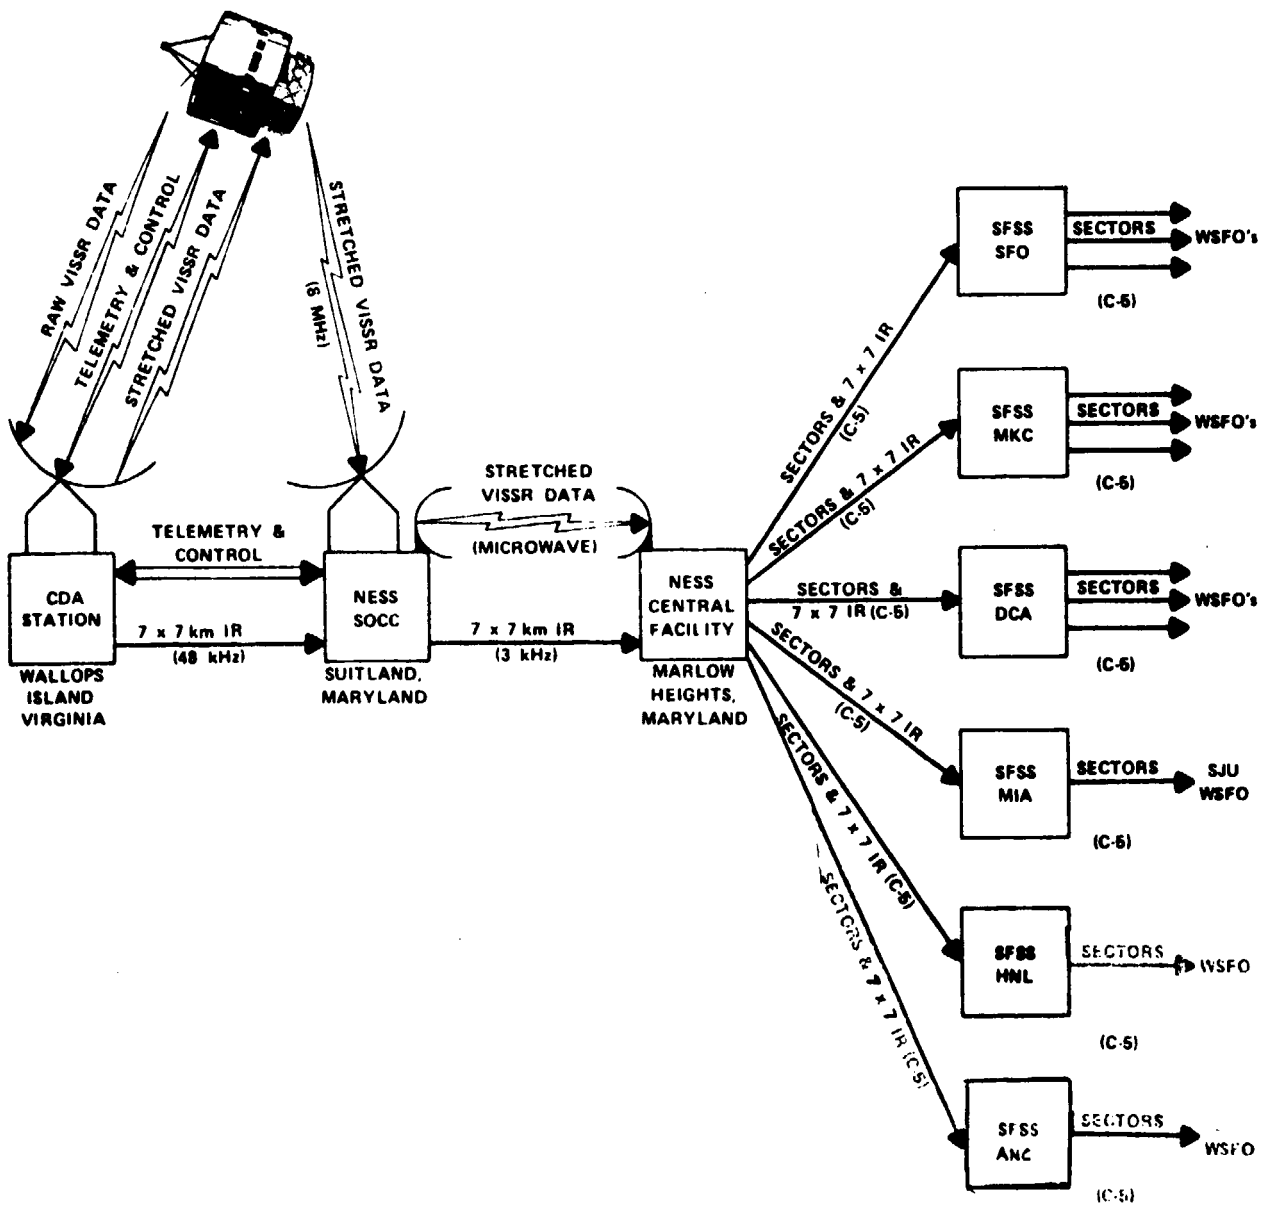 RAW VISSR DATA
TELEMETRY & CONTROL
STRETCHED VISSR DATA
STRETCHED VISSR DATA
(8 MHz)
STRETCHED
VISSR DATA
(MICROWAVE)
TELEMETRY &
CONTROL
CDA
STATION
7 x 7 km IR
(48 kHz)
WALLOPS
ISLAND
VIRGINIA
NESS
SOCC
7 x 7 km IR
(3 kHz)
SUITLAND,
MARYLAND
NESS
CENTRAL
FACILITY
MARLOW
HEIGHTS,
MARYLAND
SECTORS & 7 x 7 IR
(C-5)
SECTORS & 7 x 7 IR
(C-5)
SECTORS &
7 x 7 IR (C-5)
SECTORS & 7 x 7 IR
(C-5)
SECTORS & 7 x 7 IR (C-5)
SECTORS & 7 x 7 IR (C-5)
SFSS
SFO
SECTORS
WSFO's
(C-5)
SFSS
MKC
SECTORS
WSFO's
(C-5)
SFSS
DCA
SECTORS
WSFO's
(C-5)
SFSS
MIA
SECTORS
SJU
WSFO
(C-5)
SFSS
HNL
SECTORS
WSFO
(C-5)
SFSS
ANC
SECTORS
WSFO
(C-5)